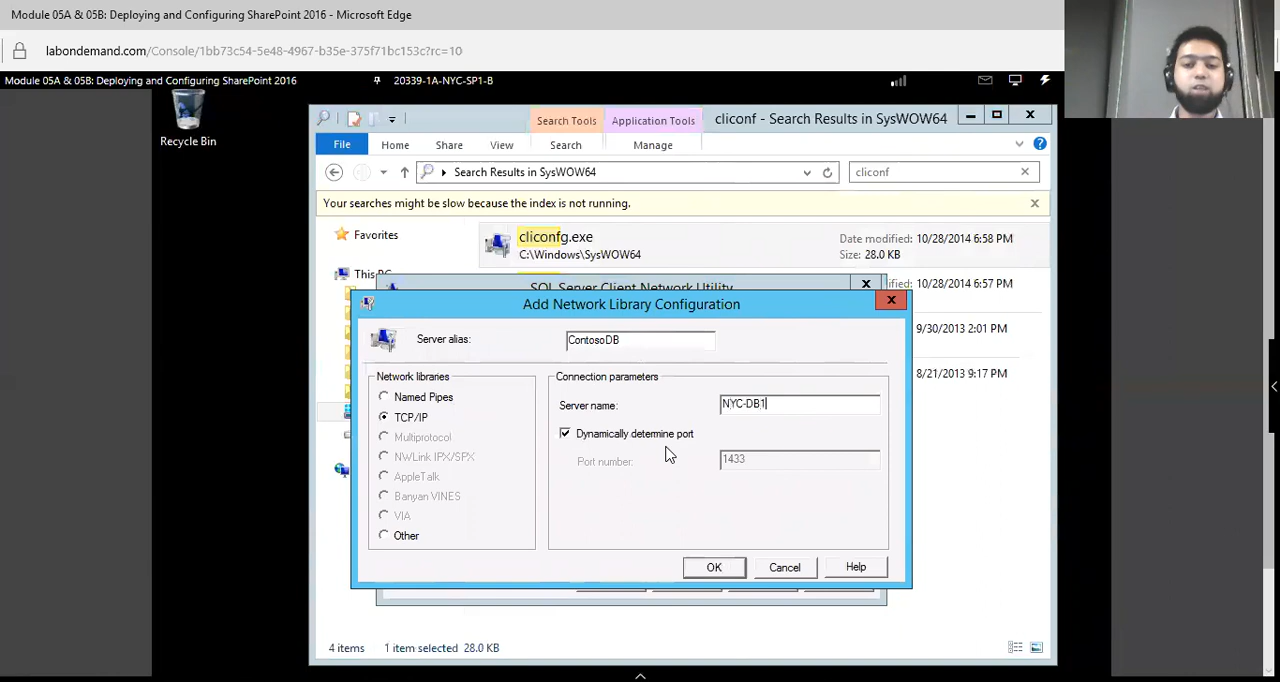 Module 05A & 05B: Deploying and Configuring SharePoint 2016 - Microsoft Edge
labondemand.com/Console/1bb73c54-5e48-4967-b35e-375f71bc153c?rc=10
Module 05A & 05B: Deploying and Configuring SharePoint 2016
20339-1A-NYC-SP1-B
Recycle Bin
Search Tools
Application Tools
cliconf - Search Results in SysWOW64
File
Home
Share
View
Search
Manage
Search Results in SysWOW64
cliconf
Your searches might be slow because the index is not running.
Favorites
cliconfg.exe
Date modified: 10/28/2014 6:58 PM
C:\Windows\SysWOW64
Size: 28.0 KB
This PC
SQL Server Client Network Utility
ified: 10/28/2014 6:57 PM
Add Network Library Configuration
9/30/2013 2:01 PM
Server alias:
ContosoDB
8/21/2013 9:17 PM
Network libraries
Connection parameters
Named Pipes
TCP/IP
Multiprotocol
NWLink IPX/SPX
AppleTalk
Banyan VINES
VIA
Other
Server name:
NYC-DB1
Dynamically determine port
Port number:
1433
OK
Cancel
Help
4 items
1 item selected 28.0 KB